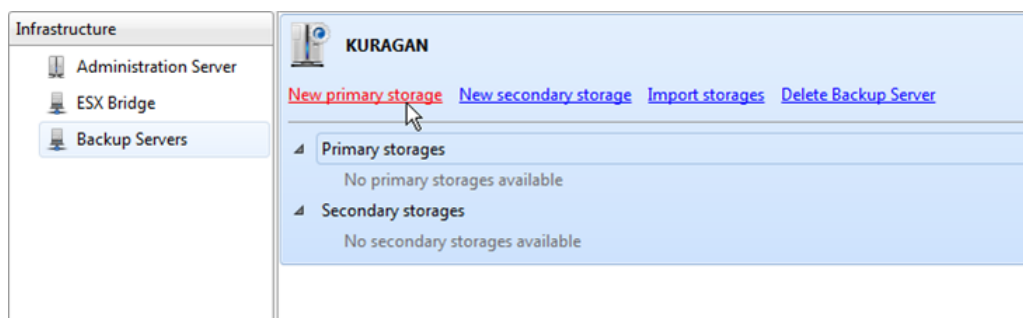 Infrastructure
Administration Server
ESX Bridge
Backup Servers
KURAGAN
New primary storage New secondary storage Import storages Delete Backup Server
Primary storages
No primary storages available
Secondary storages
No secondary storages available